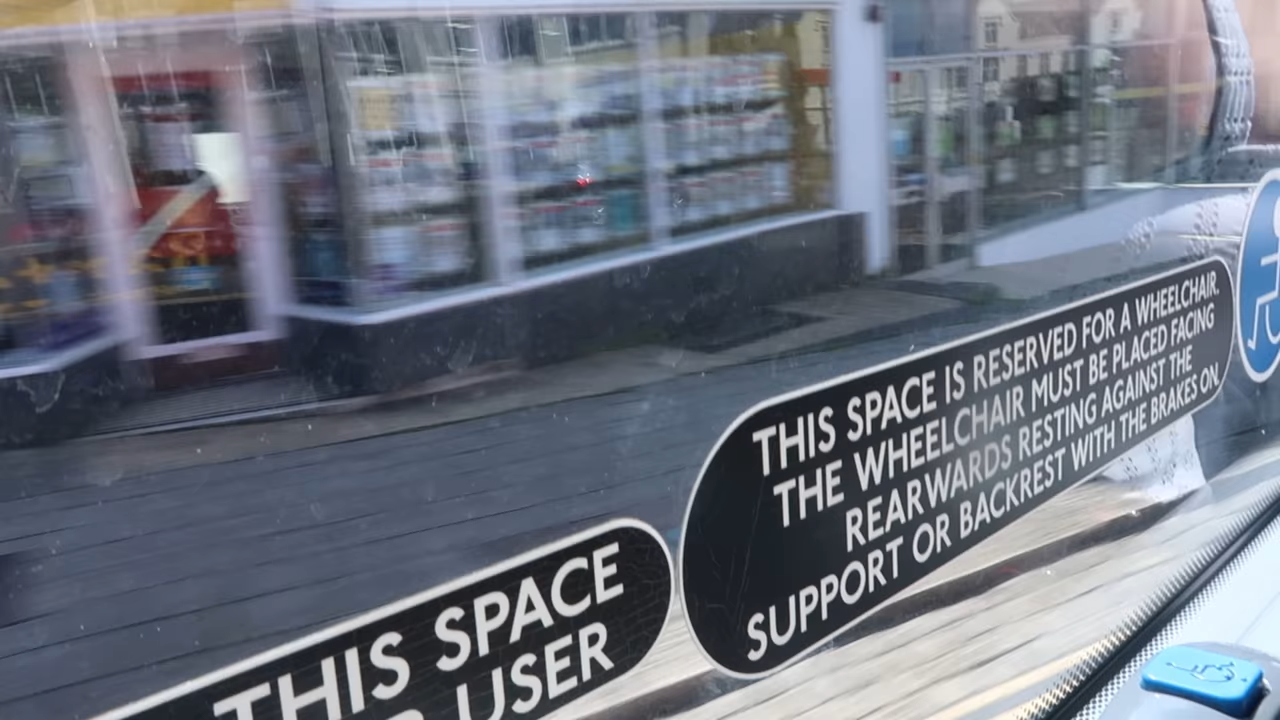 THIS SPACE IS RESERVED FOR A WHEELCHAIR.
THE WHEELCHAIR MUST BE PLACED FACING
REARWARDS RESTING AGAINST THE
SUPPORT OR BACKREST WITH THE BRAKES ON.
THIS SPACE
USER